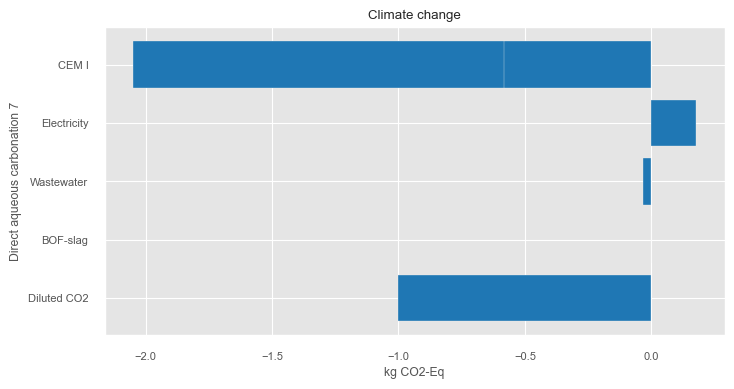 Climate change
Direct aqueous carbonation 7
CEM I
Electricity
Wastewater
BOF-slag
Diluted CO2
−2.0 −1.5 −1.0 −0.5 0.0
kg CO2-Eq